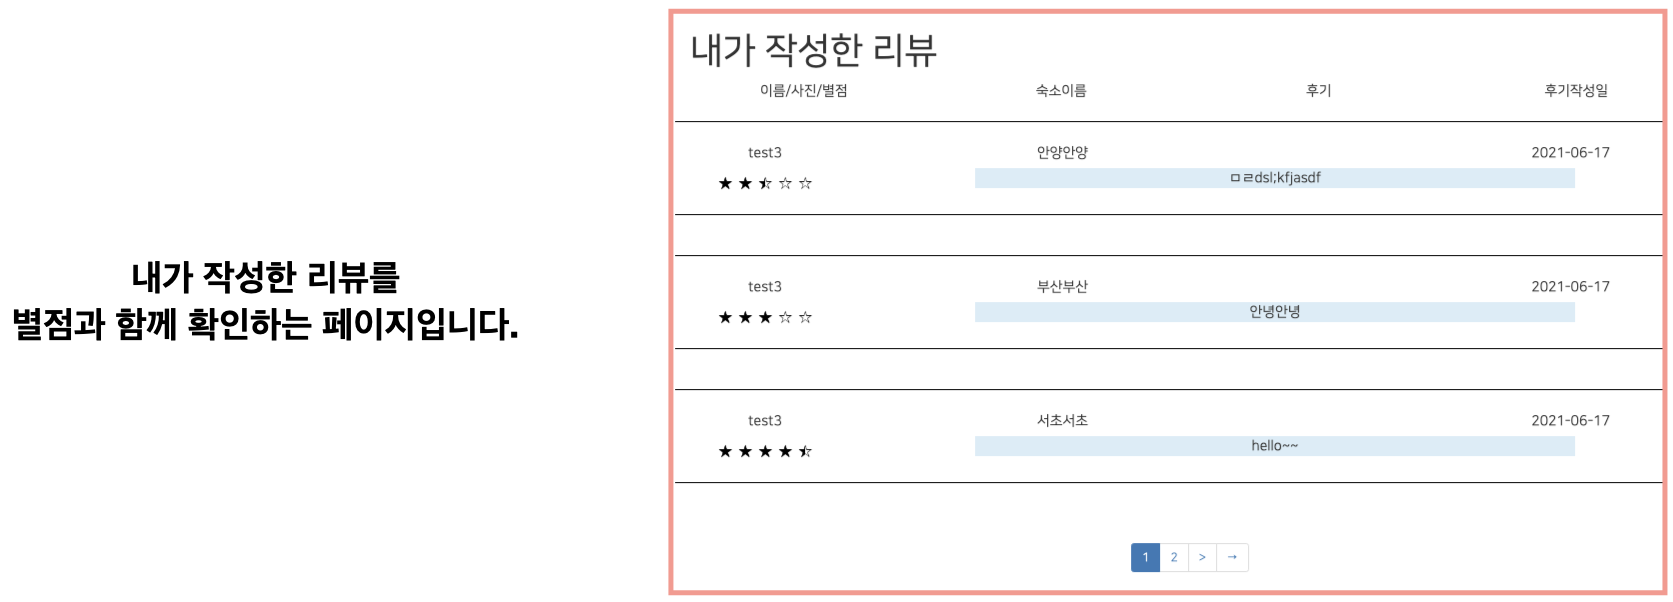 내가 작성한 리뷰를
별점과 함께 확인하는 페이지입니다.
내가 작성한 리뷰
이름/사진/별점 숙소이름 후기 후기작성일
test3 안양안양 2021-06-17
★ ★ ⯪ ☆ ☆ ㅁㄹdsl;kfjasdf
test3 부산부산 2021-06-17
★ ★ ★ ☆ ☆ 안녕안녕
test3 서초서초 2021-06-17
★ ★ ★ ★ ⯪ hello~~
1 2 > →